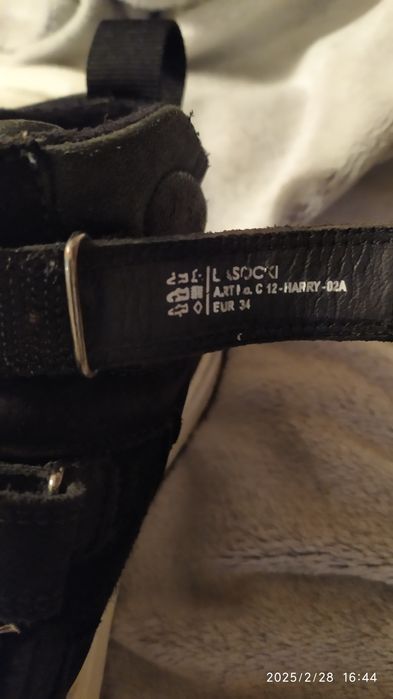 LASOCKI
ART No. C 12-HARRY-02A
EUR 34
2025/2/28 16:44